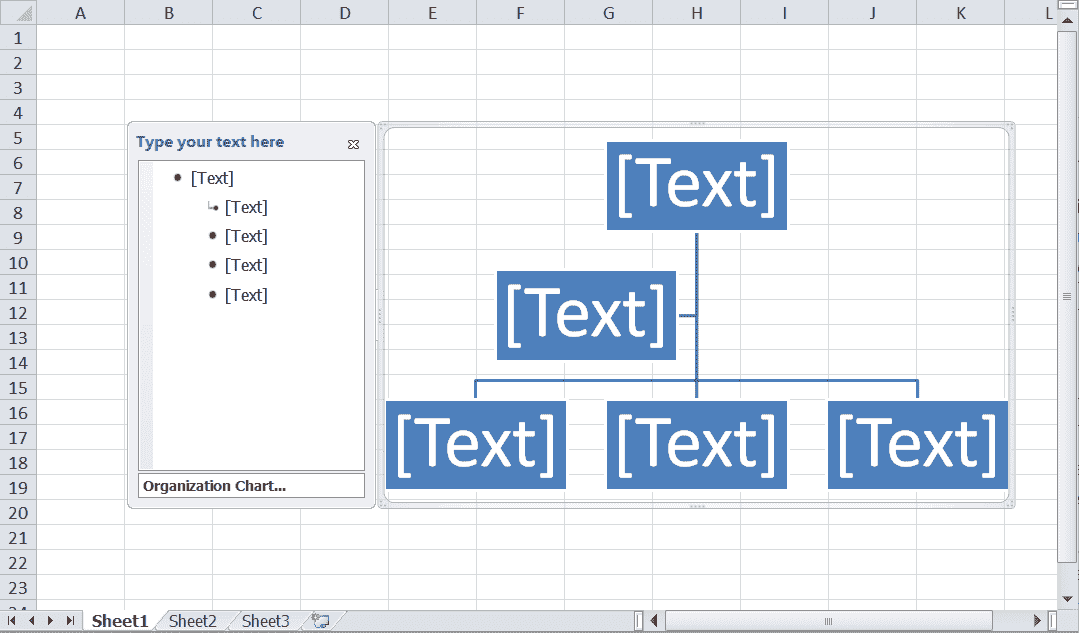 A B C D E F G H I J K L
1
2
3
4
5
6
7
8
9
10
11
12
13
14
15
16
17
18
19
20
21
22
23
24
Type your text here
[Text]
[Text]
[Text]
[Text]
[Text]
Organization Chart...
[Text]
[Text]
[Text] [Text] [Text]
Sheet1 Sheet2 Sheet3